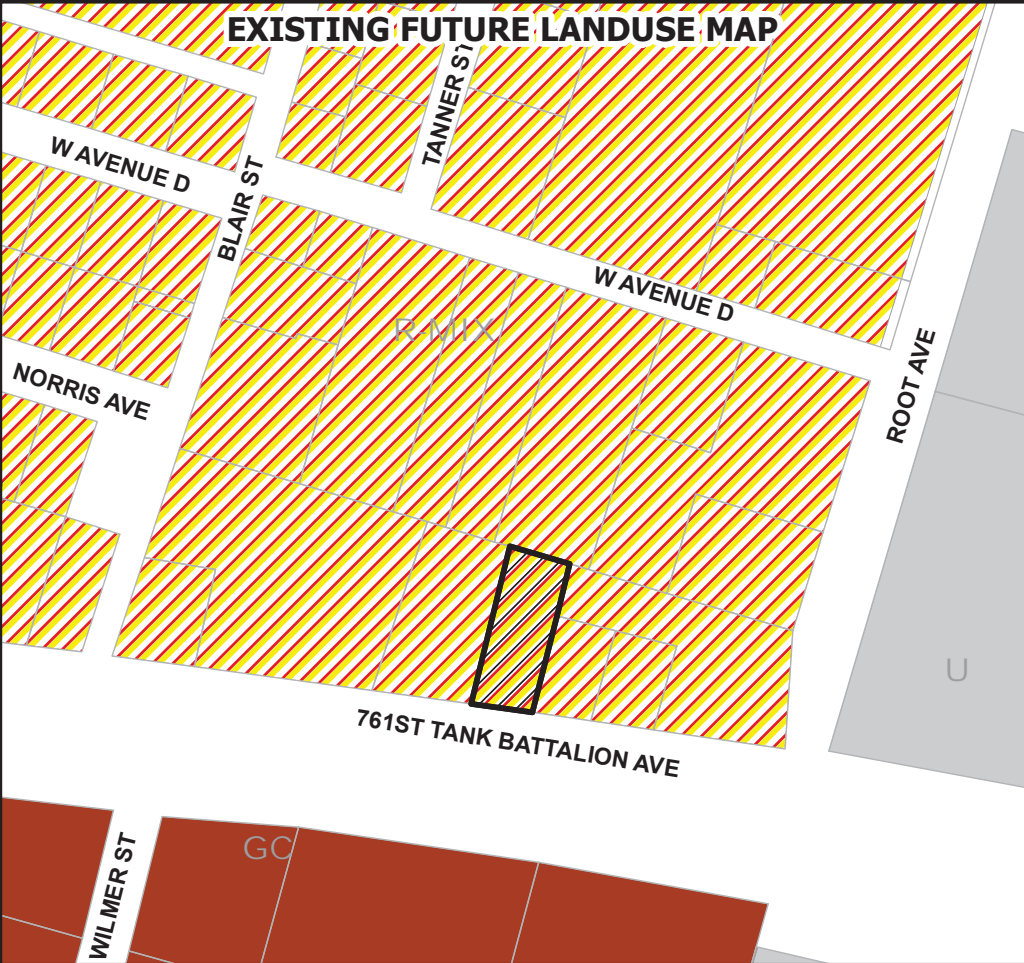 EXISTING FUTURE LANDUSE MAP
TANNER ST
W AVENUE D
BLAIR ST
W AVENUE D
R-MIX
ROOT AVE
NORRIS AVE
U
761ST TANK BATTALION AVE
GC
WILMER ST